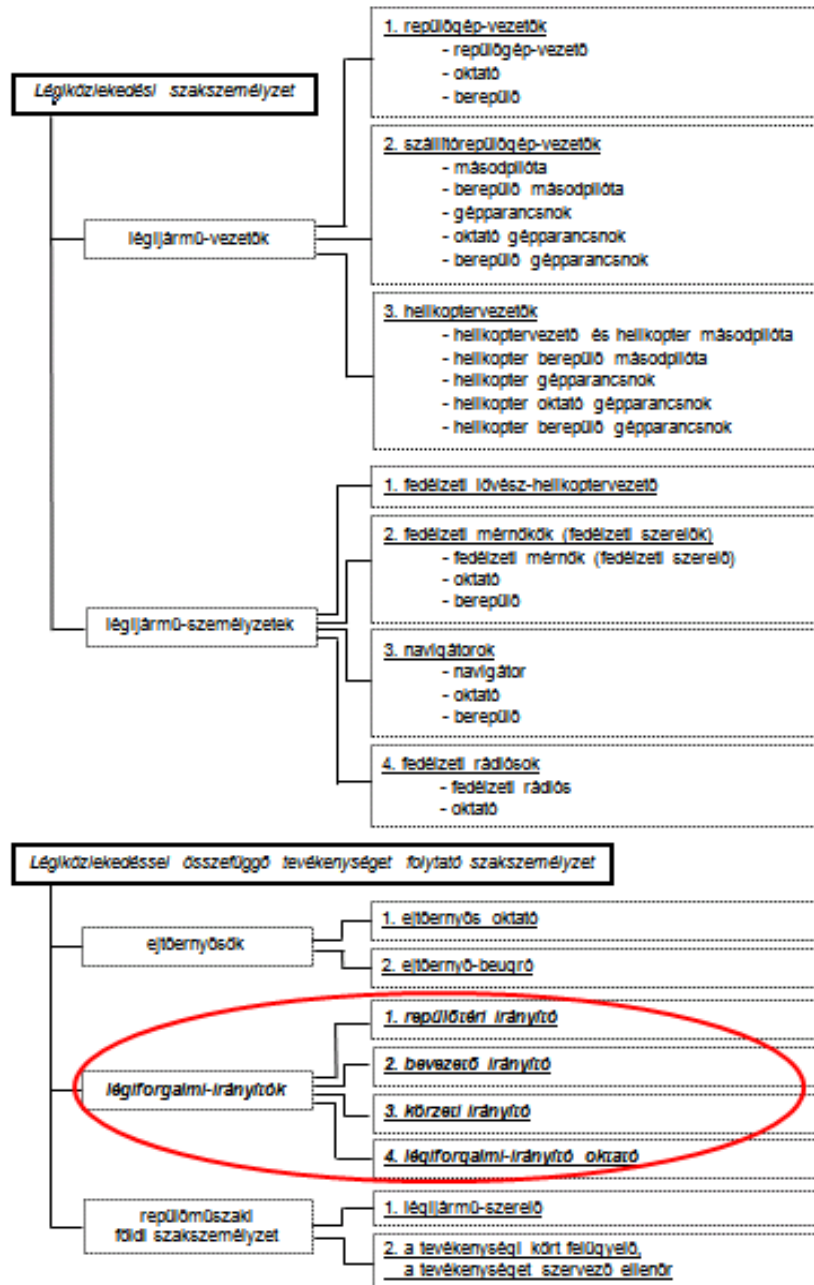 Légiközlekedési szakszemélyzet
légijármű-vezetők
1. repülőgép-vezetők
- repülőgép-vezető
- oktató
- berepülő
2. szállítórepülőgép-vezetők
- másodpilóta
- berepülő másodpilóta
- gépparancsnok
- oktató gépparancsnok
- berepülő gépparancsnok
3. helikoptervezetők
- helikoptervezető és helikopter másodpilóta
- helikopter berepülő másodpilóta
- helikopter gépparancsnok
- helikopter oktató gépparancsnok
- helikopter berepülő gépparancsnok
légijármű-személyzetek
1. fedélzeti lövész-helikoptervezető
2. fedélzeti mérnökök (fedélzeti szerelők)
- fedélzeti mérnök (fedélzeti szerelő)
- oktató
- berepülő
3. navigátorok
- navigátor
- oktató
- berepülő
4. fedélzeti rádiósok
- fedélzeti rádiós
- oktató
Légiközlekedéssel összefüggő tevékenységet folytató szakszemélyzet
ejtőernyősök
1. ejtőernyős oktató
2. ejtőernyő-beugró
légiforgalmi-irányítók
1. repülőtéri irányító
2. bevezető irányító
3. körzeti irányító
4. légiforgalmi-irányító oktató
repülőműszaki
földi szakszemélyzet
1. légijármű-szerelő
2. a tevékenységi kört felügyelő,
a tevékenységet szervező ellenőr